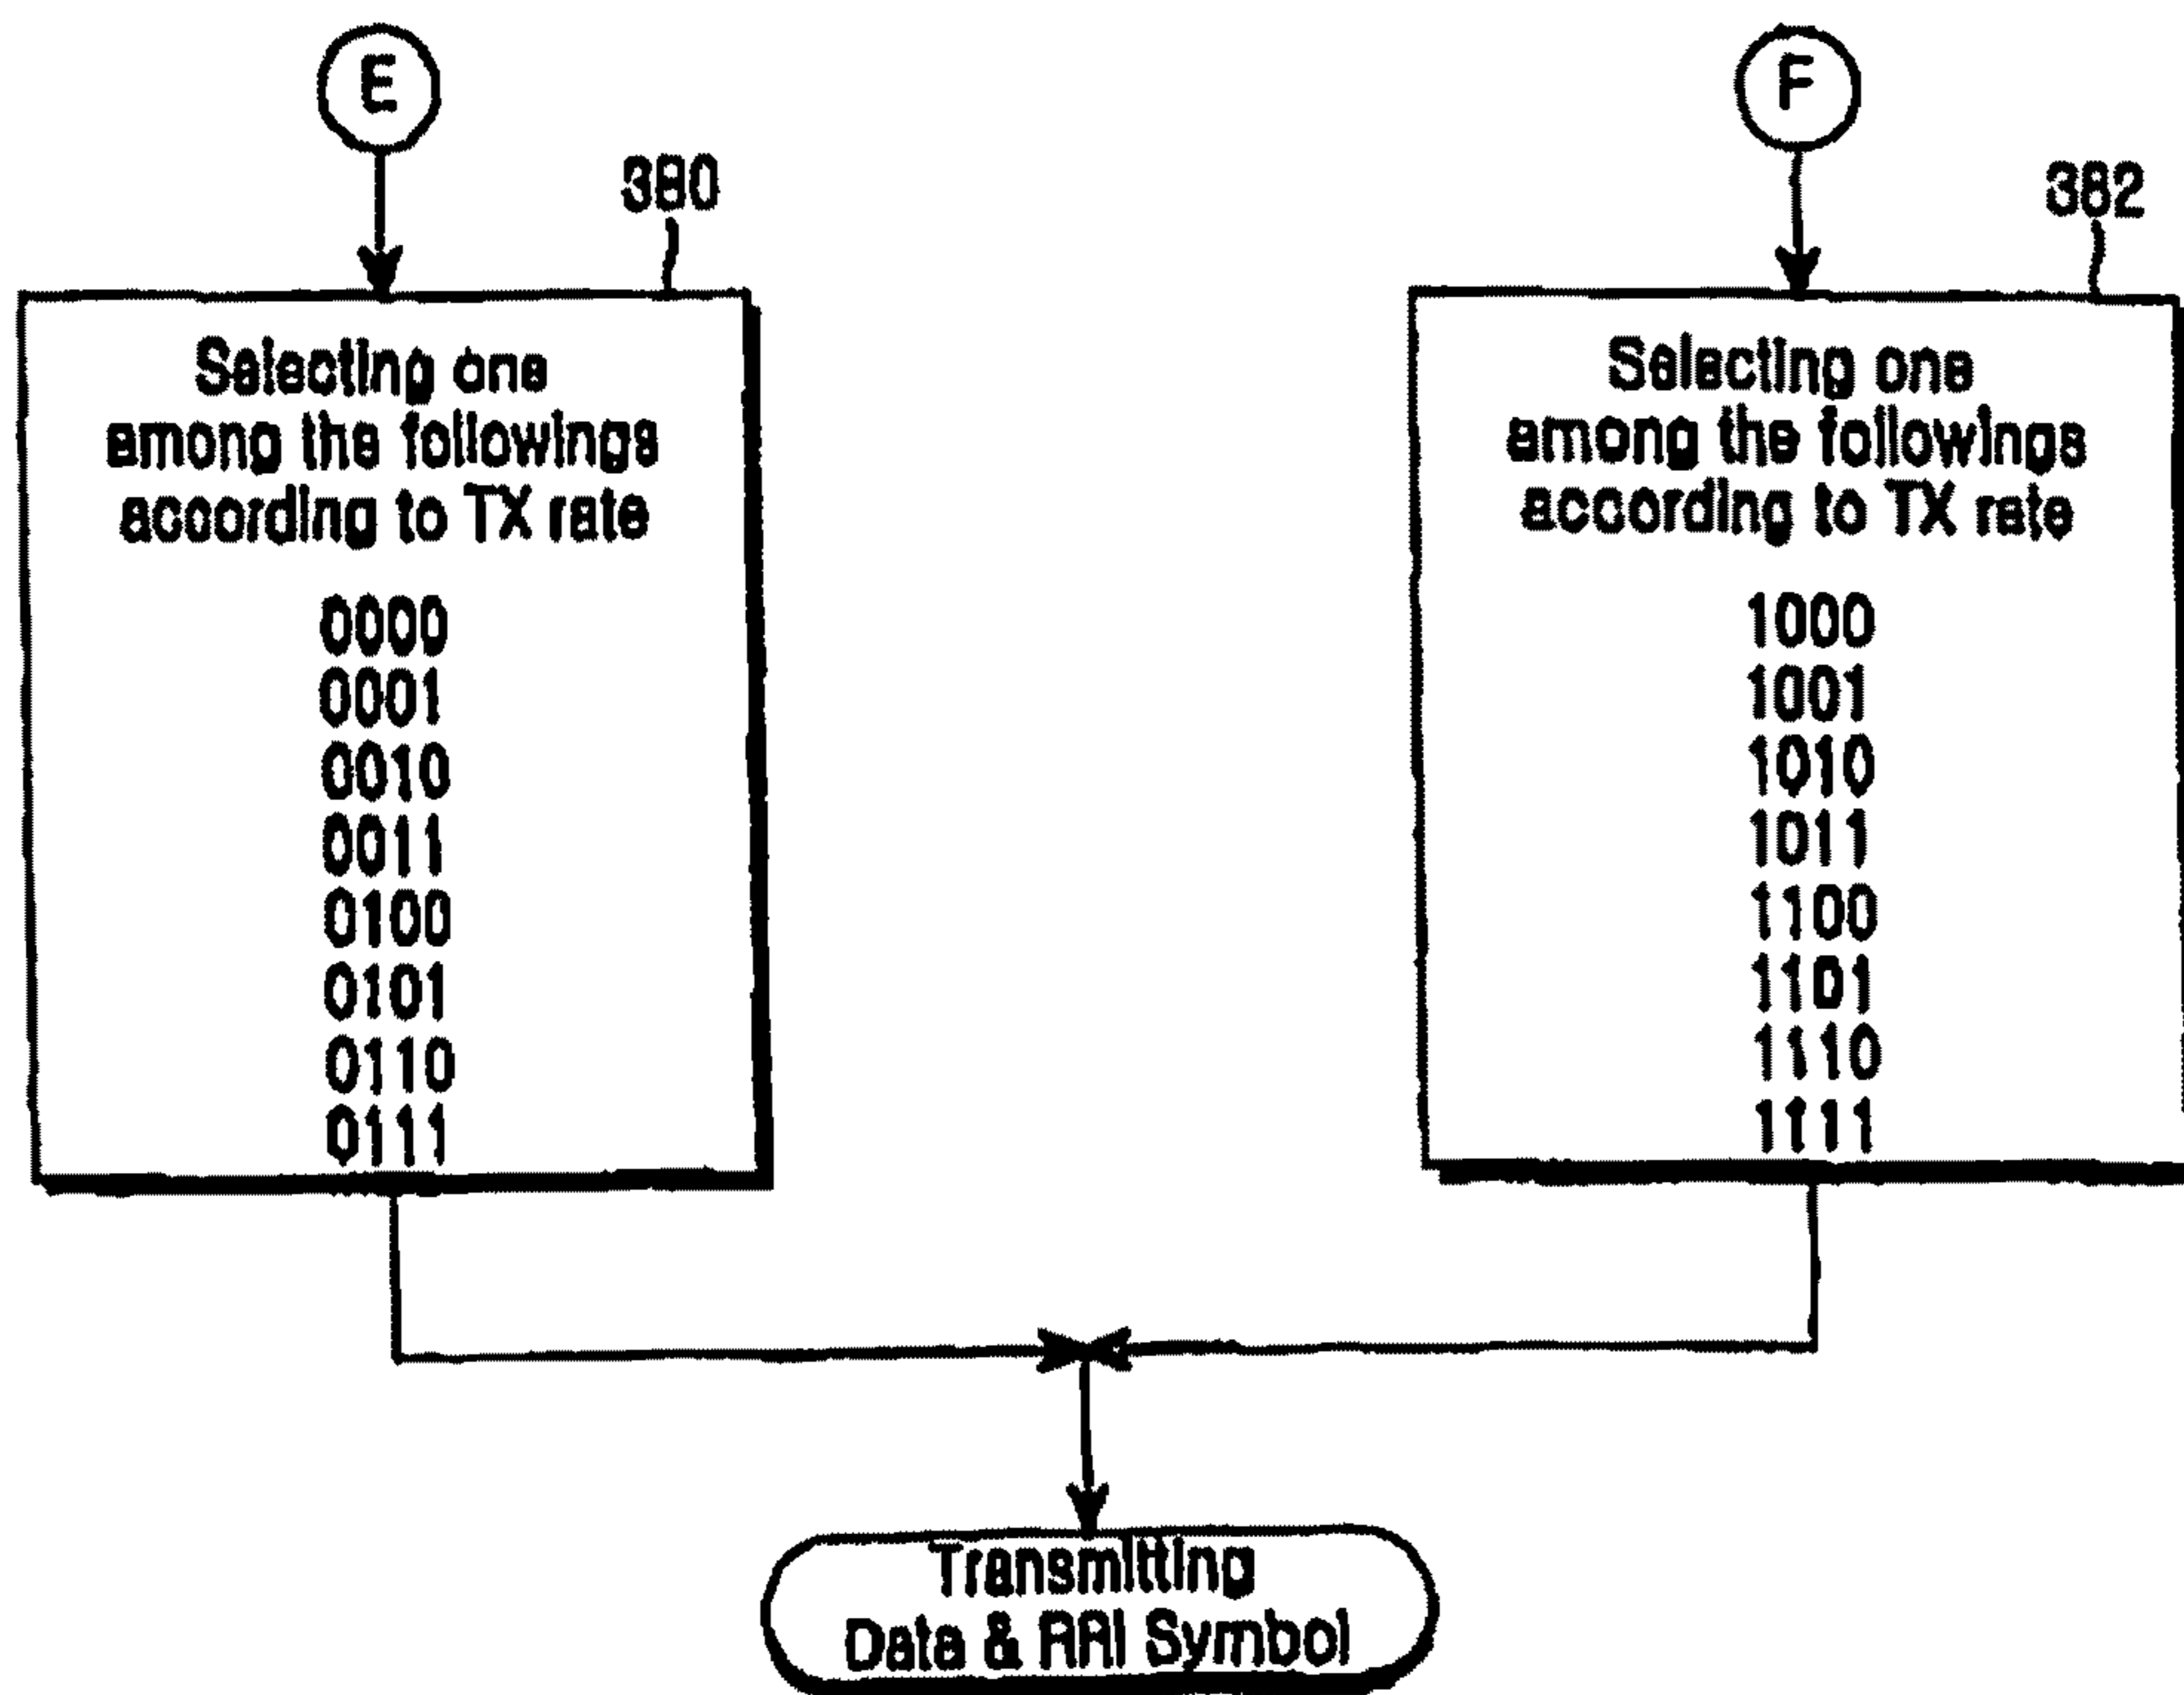 E
380
Selecting one
among the followings
according to TX rate
0000
0001
0010
0011
0100
0101
0110
0111
F
382
Selecting one
among the followings
according to TX rate
1000
1001
1010
1011
1100
1101
1110
1111
Transmitting
Data & RRI Symbol